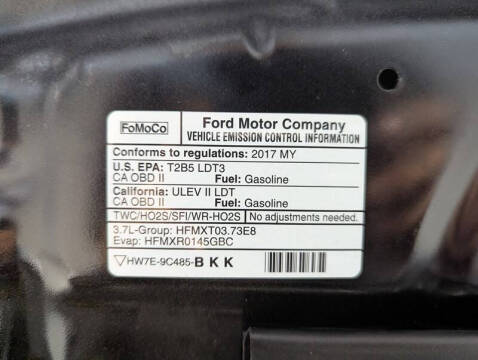 FoMoCo Ford Motor Company
VEHICLE EMISSION CONTROL INFORMATION
Conforms to regulations: 2017 MY
U.S. EPA: T2B5 LDT3
CA OBD II Fuel: Gasoline
California: ULEV II LDT
CA OBD II Fuel: Gasoline
TWC/HO2S/SFI/WR-HO2S No adjustments needed.
3.7L-Group: HFMXT03.73E8
Evap: HFMXR0145GBC
HW7E-9C485-BKK